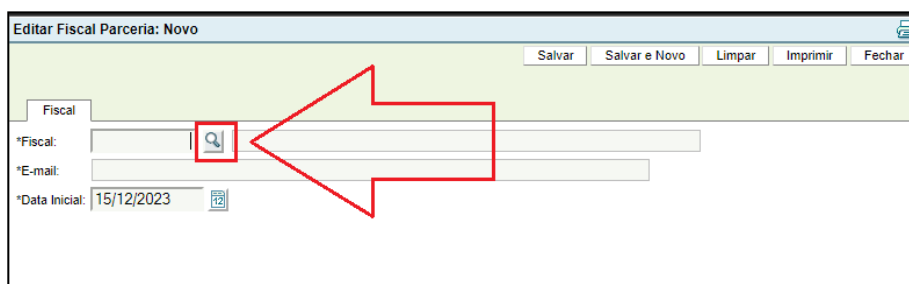 Editar Fiscal Parceria: Novo
Salvar Salvar e Novo Limpar Imprimir Fechar
Fiscal
*Fiscal:
*E-mail:
*Data Inicial: 15/12/2023 12